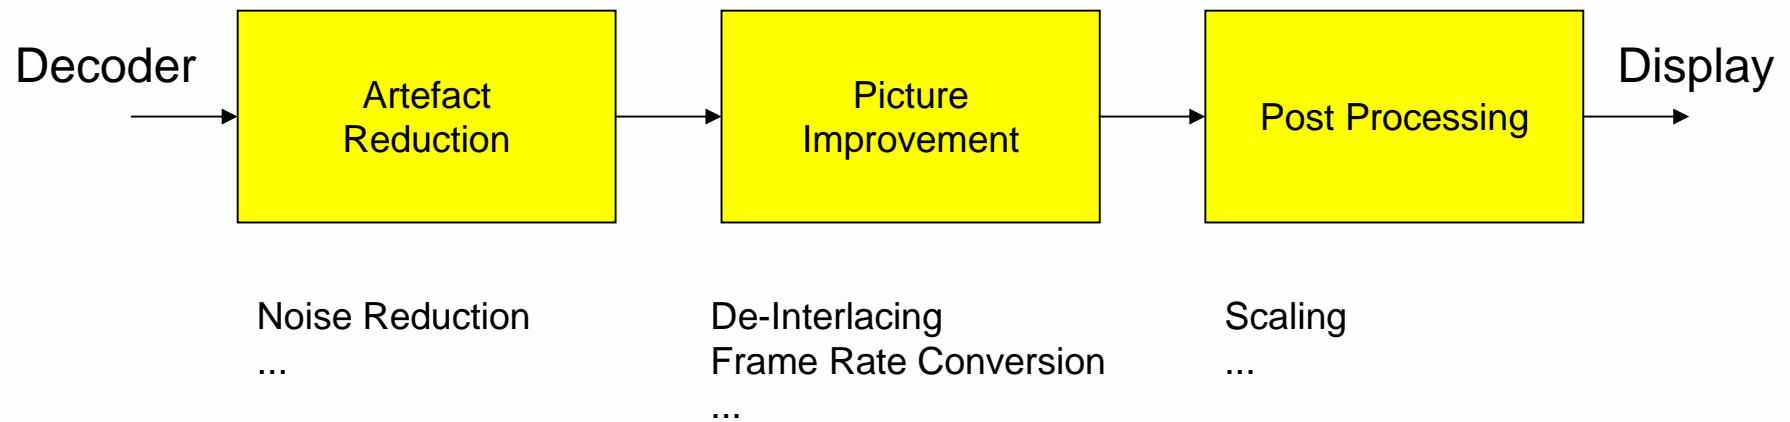 Decoder
Artefact
Reduction
Picture
Improvement
Post Processing
Display
Noise Reduction
...
De-Interlacing
Frame Rate Conversion
...
Scaling
...